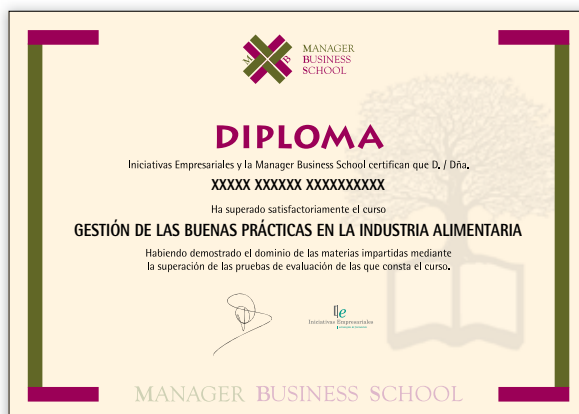 M B
MANAGER
BUSINESS
SCHOOL
DIPLOMA
Iniciativas Empresariales y la Manager Business School certifican que D. / Dña.
XXXXX XXXXXX XXXXXXXXXX
Ha superado satisfactoriamente el curso
GESTIÓN DE LAS BUENAS PRÁCTICAS EN LA INDUSTRIA ALIMENTARIA
Habiendo demostrado el dominio de las materias impartidas mediante
la superación de las pruebas de evaluación de las que consta el curso.
Ie
Iniciativas Empresariales
MANAGER BUSINESS SCHOOL